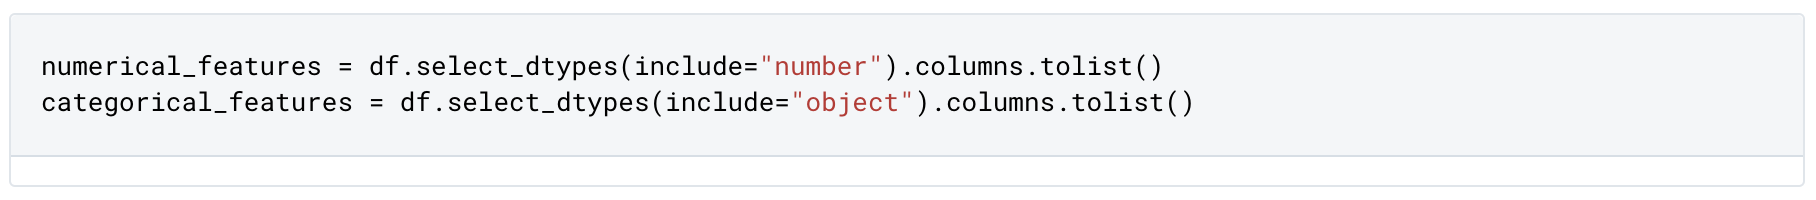 numerical_features = df.select_dtypes(include="number").columns.tolist()
categorical_features = df.select_dtypes(include="object").columns.tolist()